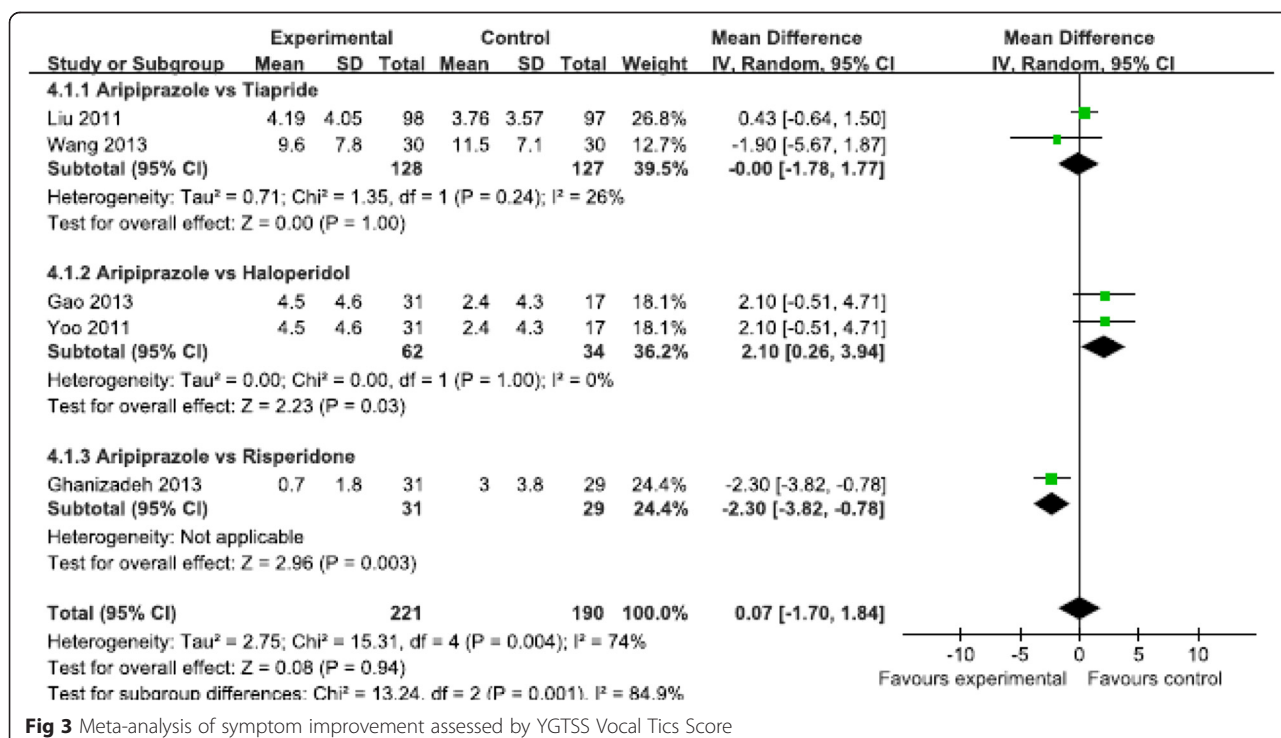 Experimental Control Mean Difference Mean Difference
Study or Subgroup Mean SD Total Mean SD Total Weight IV, Random, 95% CI IV, Random, 95% CI
4.1.1 Aripiprazole vs Tiapride
Liu 2011 4.19 4.05 98 3.76 3.57 97 26.8% 0.43 [-0.64, 1.50]
Wang 2013 9.6 7.8 30 11.5 7.1 30 12.7% -1.90 [-5.67, 1.87]
Subtotal (95% CI) 128 127 39.5% -0.00 [-1.78, 1.77]
Heterogeneity: Tau² = 0.71; Chi² = 1.35, df = 1 (P = 0.24); I² = 26%
Test for overall effect: Z = 0.00 (P = 1.00)
4.1.2 Aripiprazole vs Haloperidol
Gao 2013 4.5 4.6 31 2.4 4.3 17 18.1% 2.10 [-0.51, 4.71]
Yoo 2011 4.5 4.6 31 2.4 4.3 17 18.1% 2.10 [-0.51, 4.71]
Subtotal (95% CI) 62 34 36.2% 2.10 [0.26, 3.94]
Heterogeneity: Tau² = 0.00; Chi² = 0.00, df = 1 (P = 1.00); I² = 0%
Test for overall effect: Z = 2.23 (P = 0.03)
4.1.3 Aripiprazole vs Risperidone
Ghanizadeh 2013 0.7 1.8 31 3 3.8 29 24.4% -2.30 [-3.82, -0.78]
Subtotal (95% CI) 31 29 24.4% -2.30 [-3.82, -0.78]
Heterogeneity: Not applicable
Test for overall effect: Z = 2.96 (P = 0.003)
Total (95% CI) 221 190 100.0% 0.07 [-1.70, 1.84]
Heterogeneity: Tau² = 2.75; Chi² = 15.31, df = 4 (P = 0.004); I² = 74%
Test for overall effect: Z = 0.08 (P = 0.94)
Test for subgroup differences: Chi² = 13.24, df = 2 (P = 0.001), I² = 84.9%
-10 -5 0 5 10
Favours experimental Favours control
Fig 3 Meta-analysis of symptom improvement assessed by YGTSS Vocal Tics Score